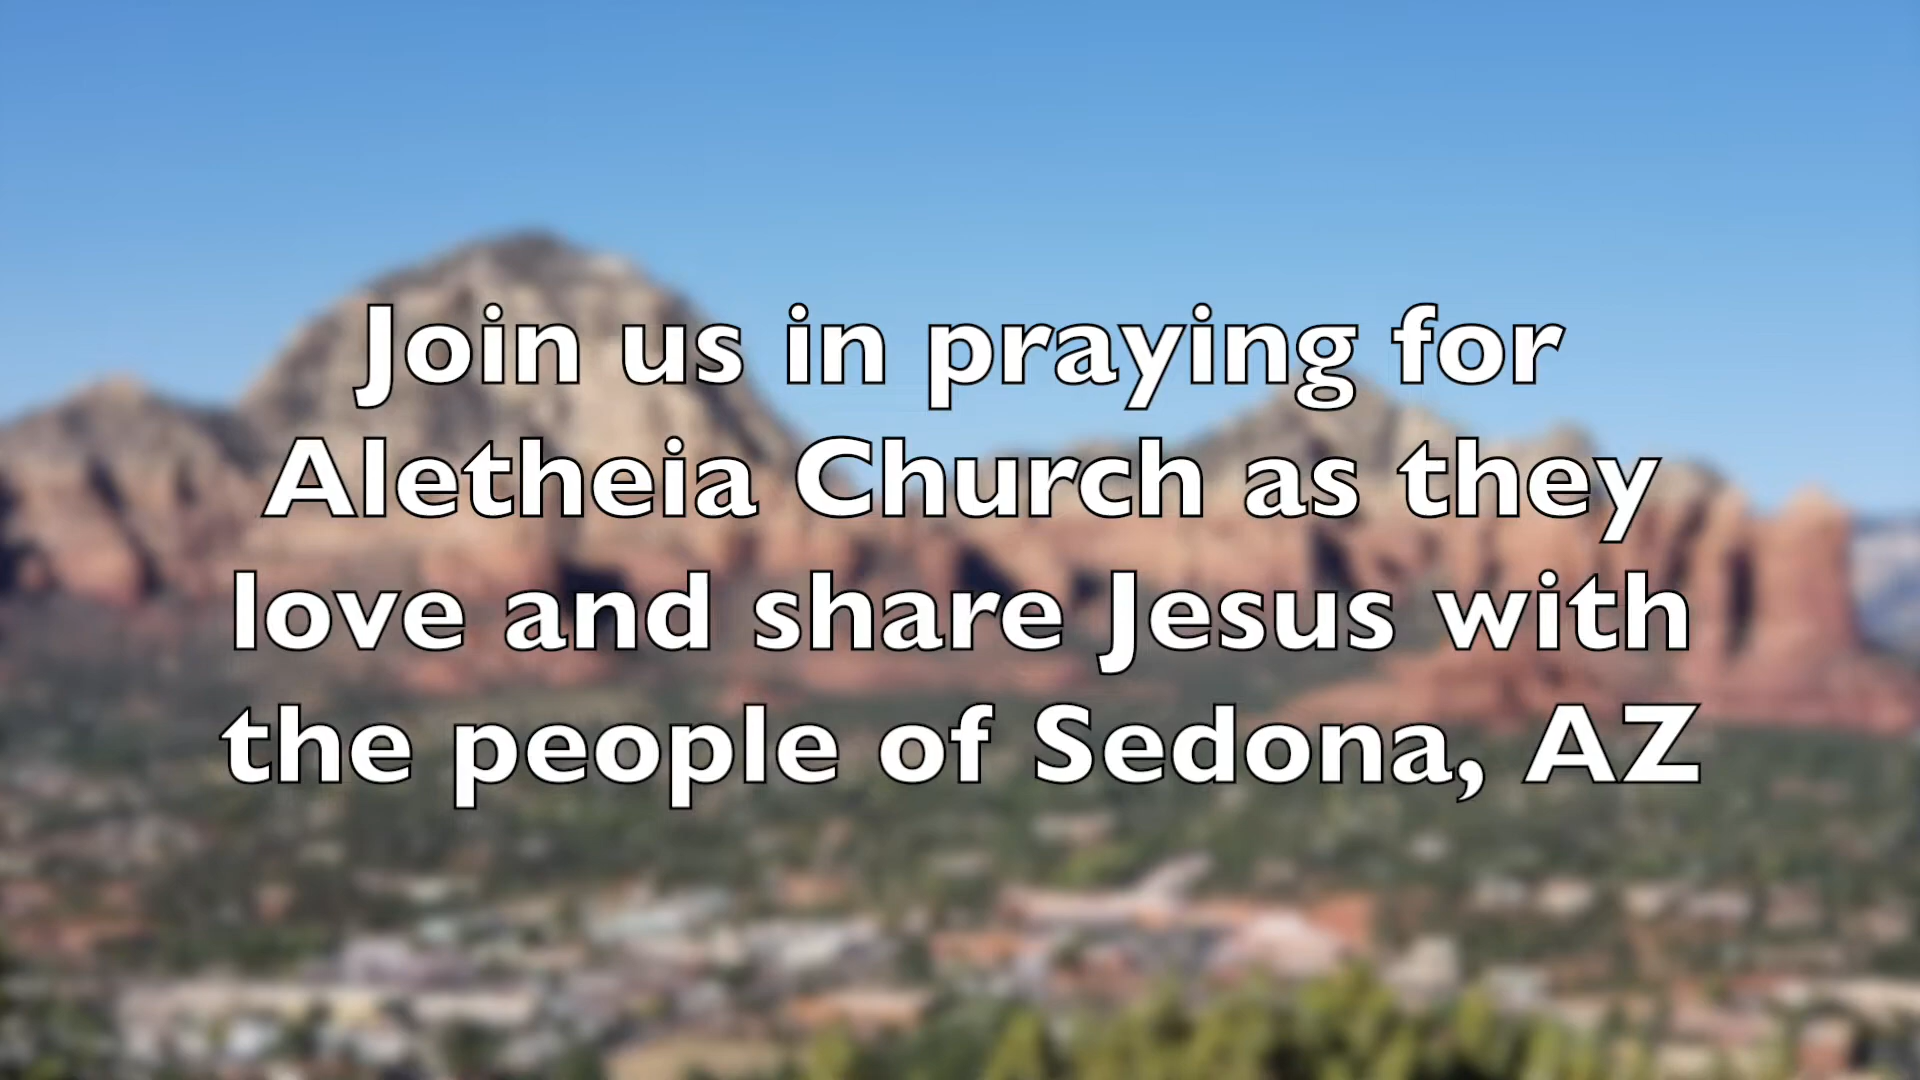 Join us in praying for
Aletheia Church as they
love and share Jesus with
the people of Sedona, AZ